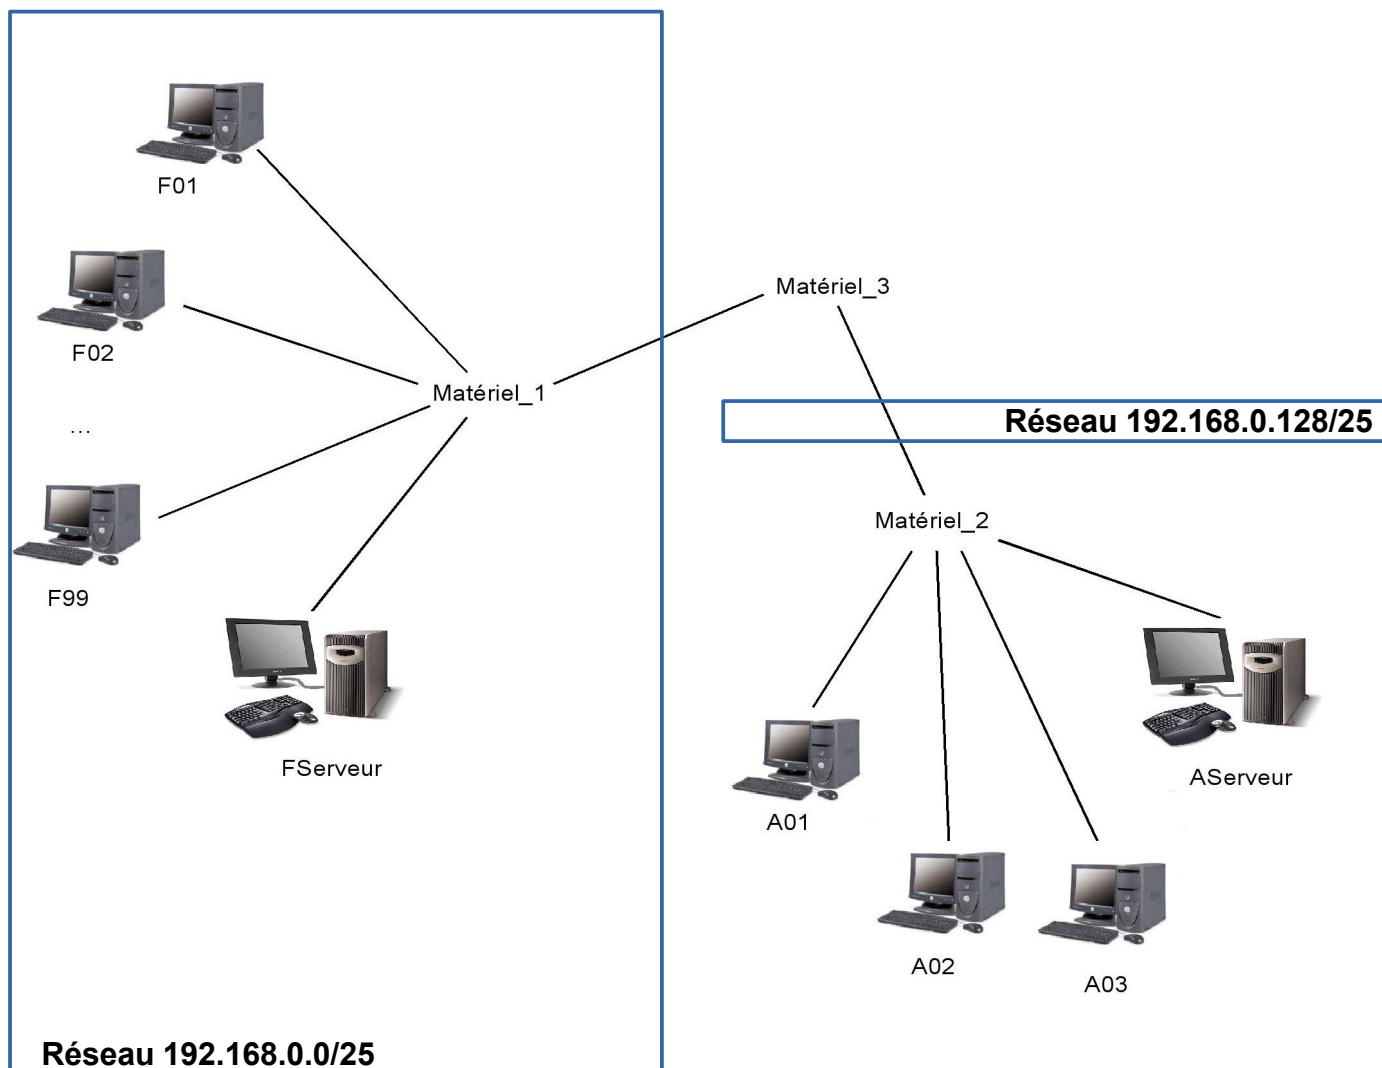 F01
Matériel_3
F02
Matériel_1
...
Réseau 192.168.0.128/25
Matériel_2
F99
FServeur
AServeur
A01
A02
A03
Réseau 192.168.0.0/25